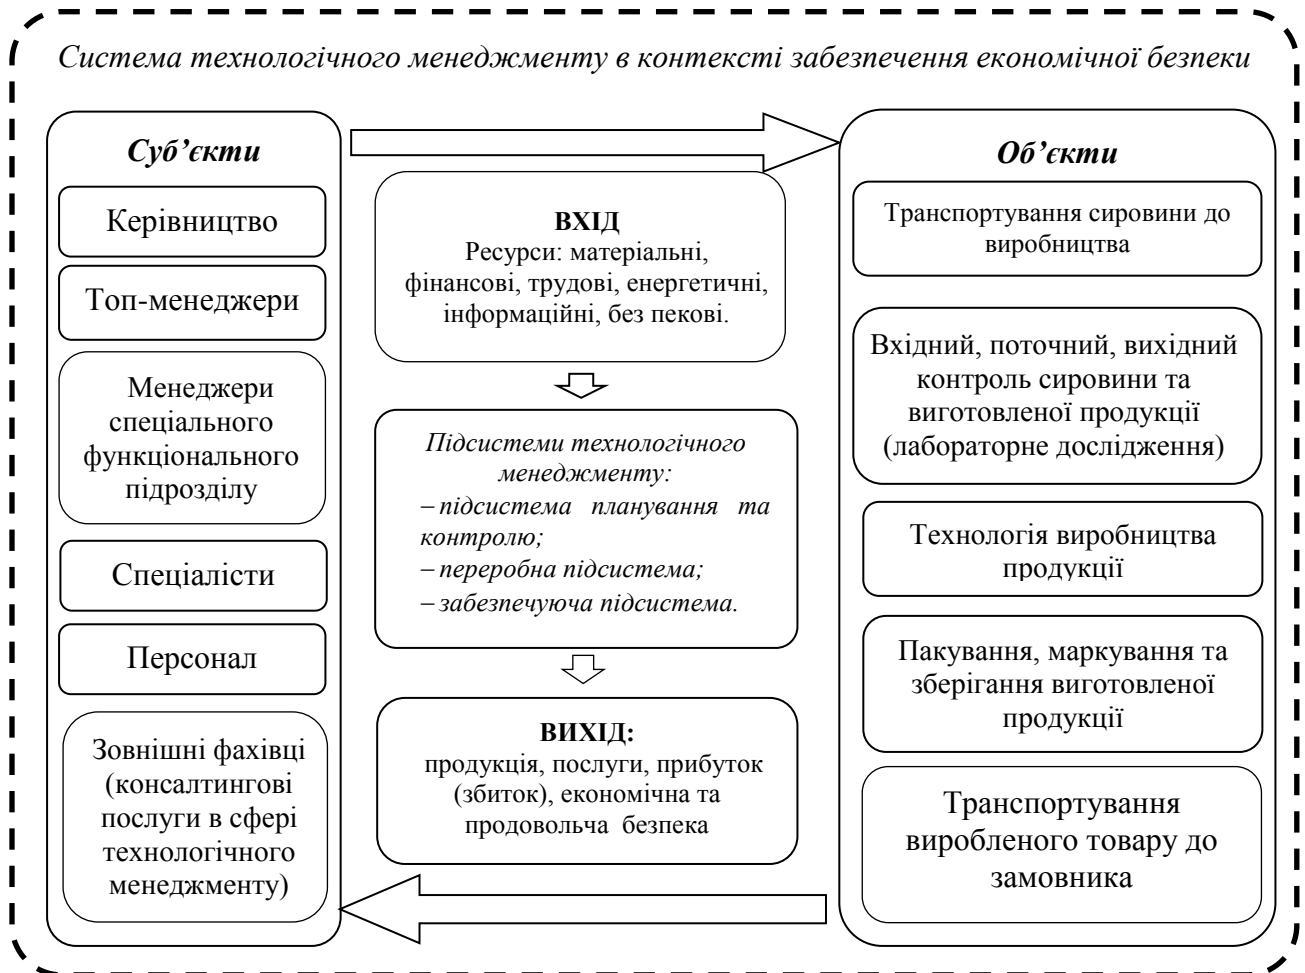 Система технологічного менеджменту в контексті забезпечення економічної безпеки
Суб’єкти
Керівництво
Топ-менеджери
Менеджери
спеціального
функціонального
підрозділу
Спеціалісти
Персонал
Зовнішні фахівці
(консалтингові
послуги в сфері
технологічного
менеджменту)
ВХІД
Ресурси: матеріальні,
фінансові, трудові, енергетичні,
інформаційні, без пекові.
Підсистеми технологічного
менеджменту:
– підсистема планування та
контролю;
– переробна підсистема;
– забезпечуюча підсистема.
ВИХІД:
продукція, послуги, прибуток
(збиток), економічна та
продовольча безпека
Об’єкти
Транспортування сировини до
виробництва
Вхідний, поточний, вихідний
контроль сировини та
виготовленої продукції
(лабораторне дослідження)
Технологія виробництва
продукції
Пакування, маркування та
зберігання виготовленої
продукції
Транспортування
виробленого товару до
замовника